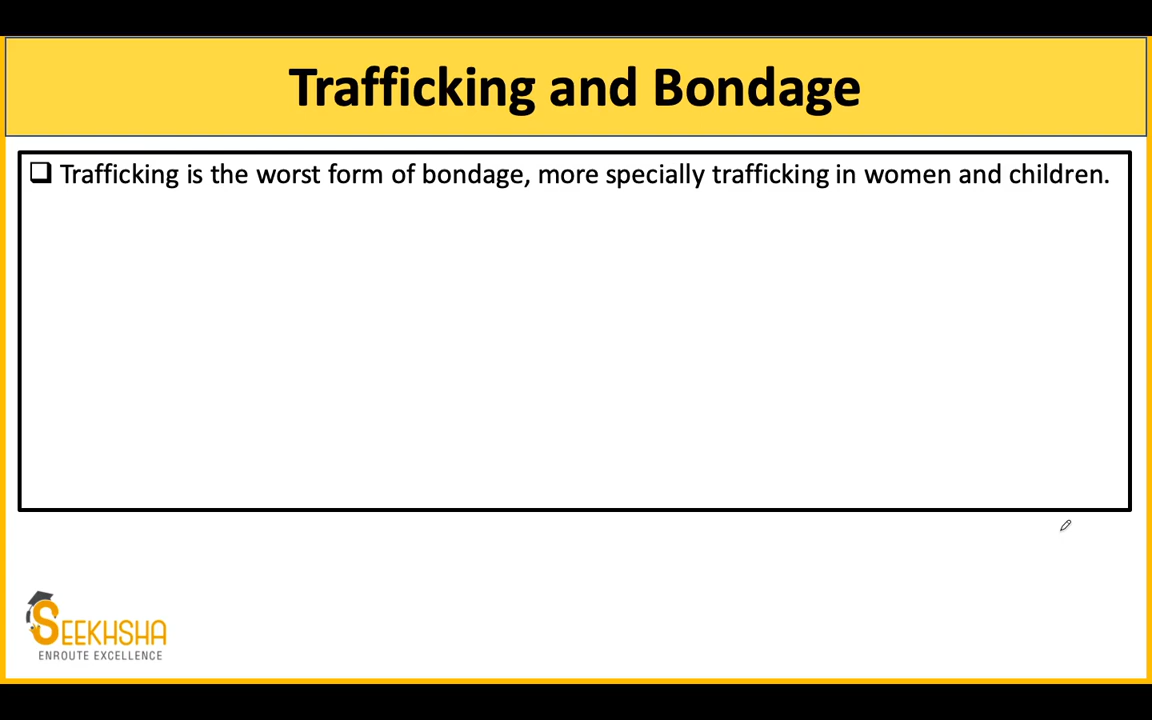 Trafficking and Bondage
❑ Trafficking is the worst form of bondage, more specially trafficking in women and children.
SEEKHSHA
ENROUTE EXCELLENCE